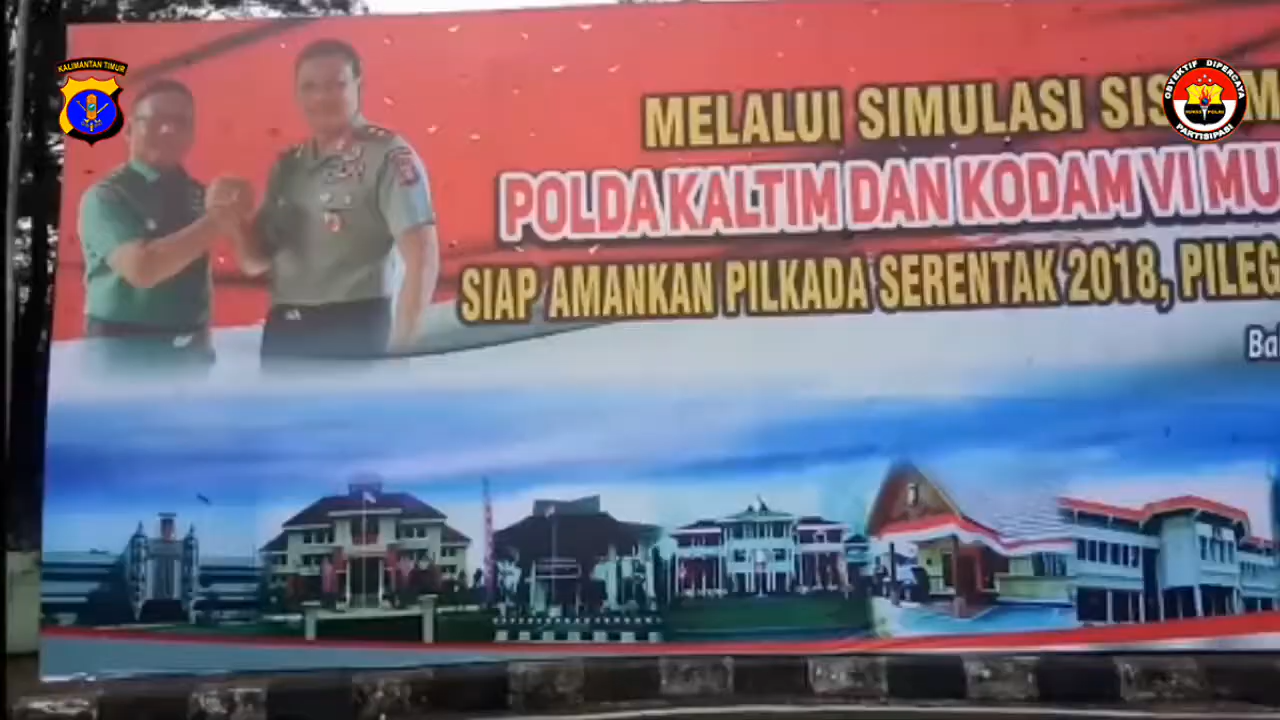 KALIMANTAN TIMUR
OBYEKTIF DIPERCAYA
PARTISIPASI
MELALUI SIMULASI SIS M
POLDA KALTIM DAN KODAM VI MU
SIAP AMANKAN PILKADA SERENTAK 2018, PILEG
Ba